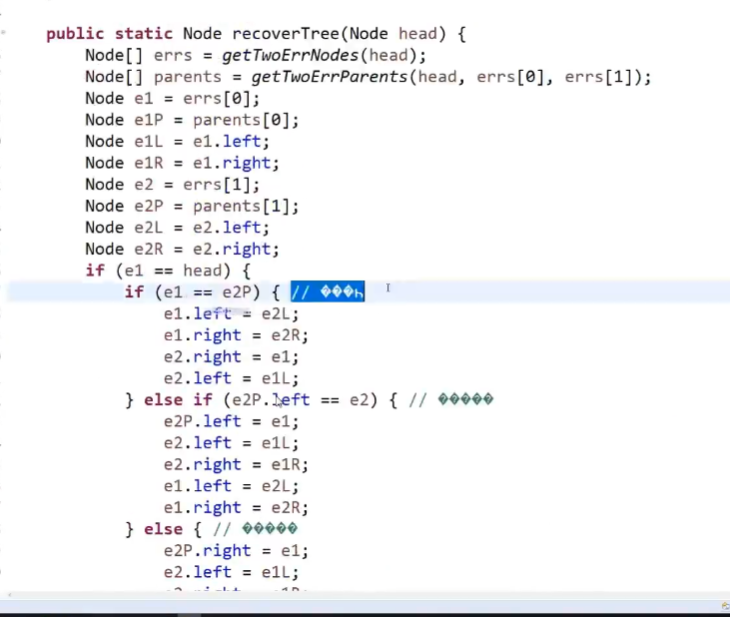 public static Node recoverTree(Node head) {
Node[] errs = getTwoErrNodes(head);
Node[] parents = getTwoErrParents(head, errs[0], errs[1]);
Node e1 = errs[0];
Node e1P = parents[0];
Node e1L = e1.left;
Node e1R = e1.right;
Node e2 = errs[1];
Node e2P = parents[1];
Node e2L = e2.left;
Node e2R = e2.right;
if (e1 == head) {
if (e1 == e2P) { // ���һ
e1.left = e2L;
e1.right = e2R;
e2.right = e1;
e2.left = e1L;
} else if (e2P.left == e2) { // �����
e2P.left = e1;
e2.left = e1L;
e2.right = e1R;
e1.left = e2L;
e1.right = e2R;
} else { // �����
e2P.right = e1;
e2.left = e1L;